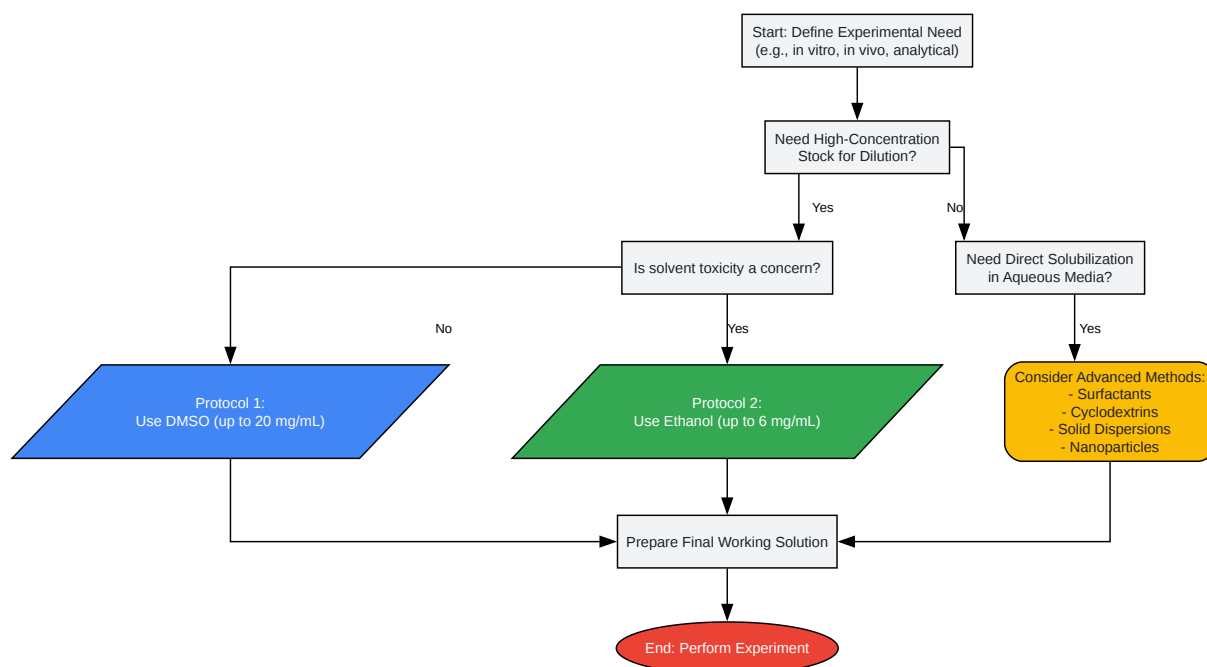 Start: Define Experimental Need
(e.g., in vitro, in vivo, analytical)
Need High-Concentration
Stock for Dilution?
Yes
No
Is solvent toxicity a concern?
Need Direct Solubilization
in Aqueous Media?
No
Yes
Yes
Protocol 1:
Use DMSO (up to 20 mg/mL)
Protocol 2:
Use Ethanol (up to 6 mg/mL)
Consider Advanced Methods:
- Surfactants
- Cyclodextrins
- Solid Dispersions
- Nanoparticles
Prepare Final Working Solution
End: Perform Experiment